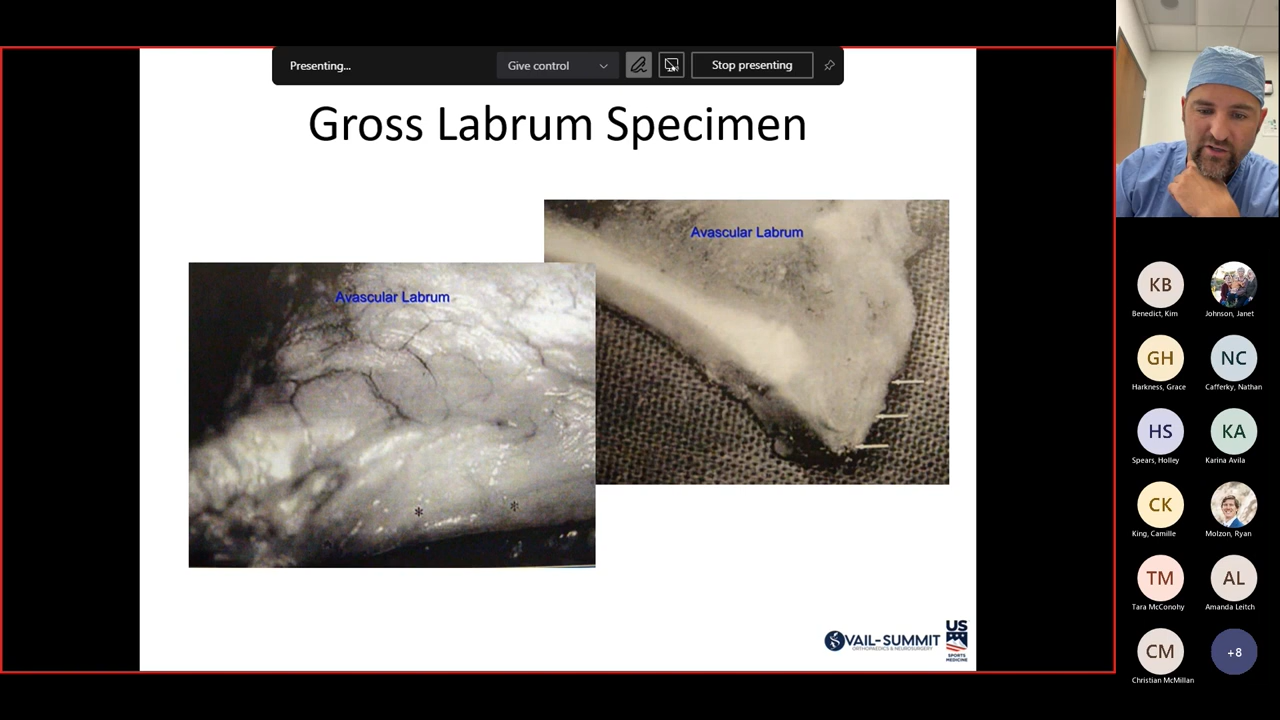 Presenting...
Give control
Stop presenting
Gross Labrum Specimen
Avascular Labrum
Avascular Labrum
*
*
VAIL-SUMMIT
ORTHOPAEDICS & NEUROSURGERY
US
SPORTS
MEDICINE
KB
Benedict, Kim
Johnson, Janet
GH
Harkness, Grace
NC
Cafferky, Nathan
HS
Spears, Holley
KA
Karina Avila
CK
King, Camille
Molzon, Ryan
TM
Tara McConohy
AL
Amanda Leitch
CM
Christian McMillan
+8